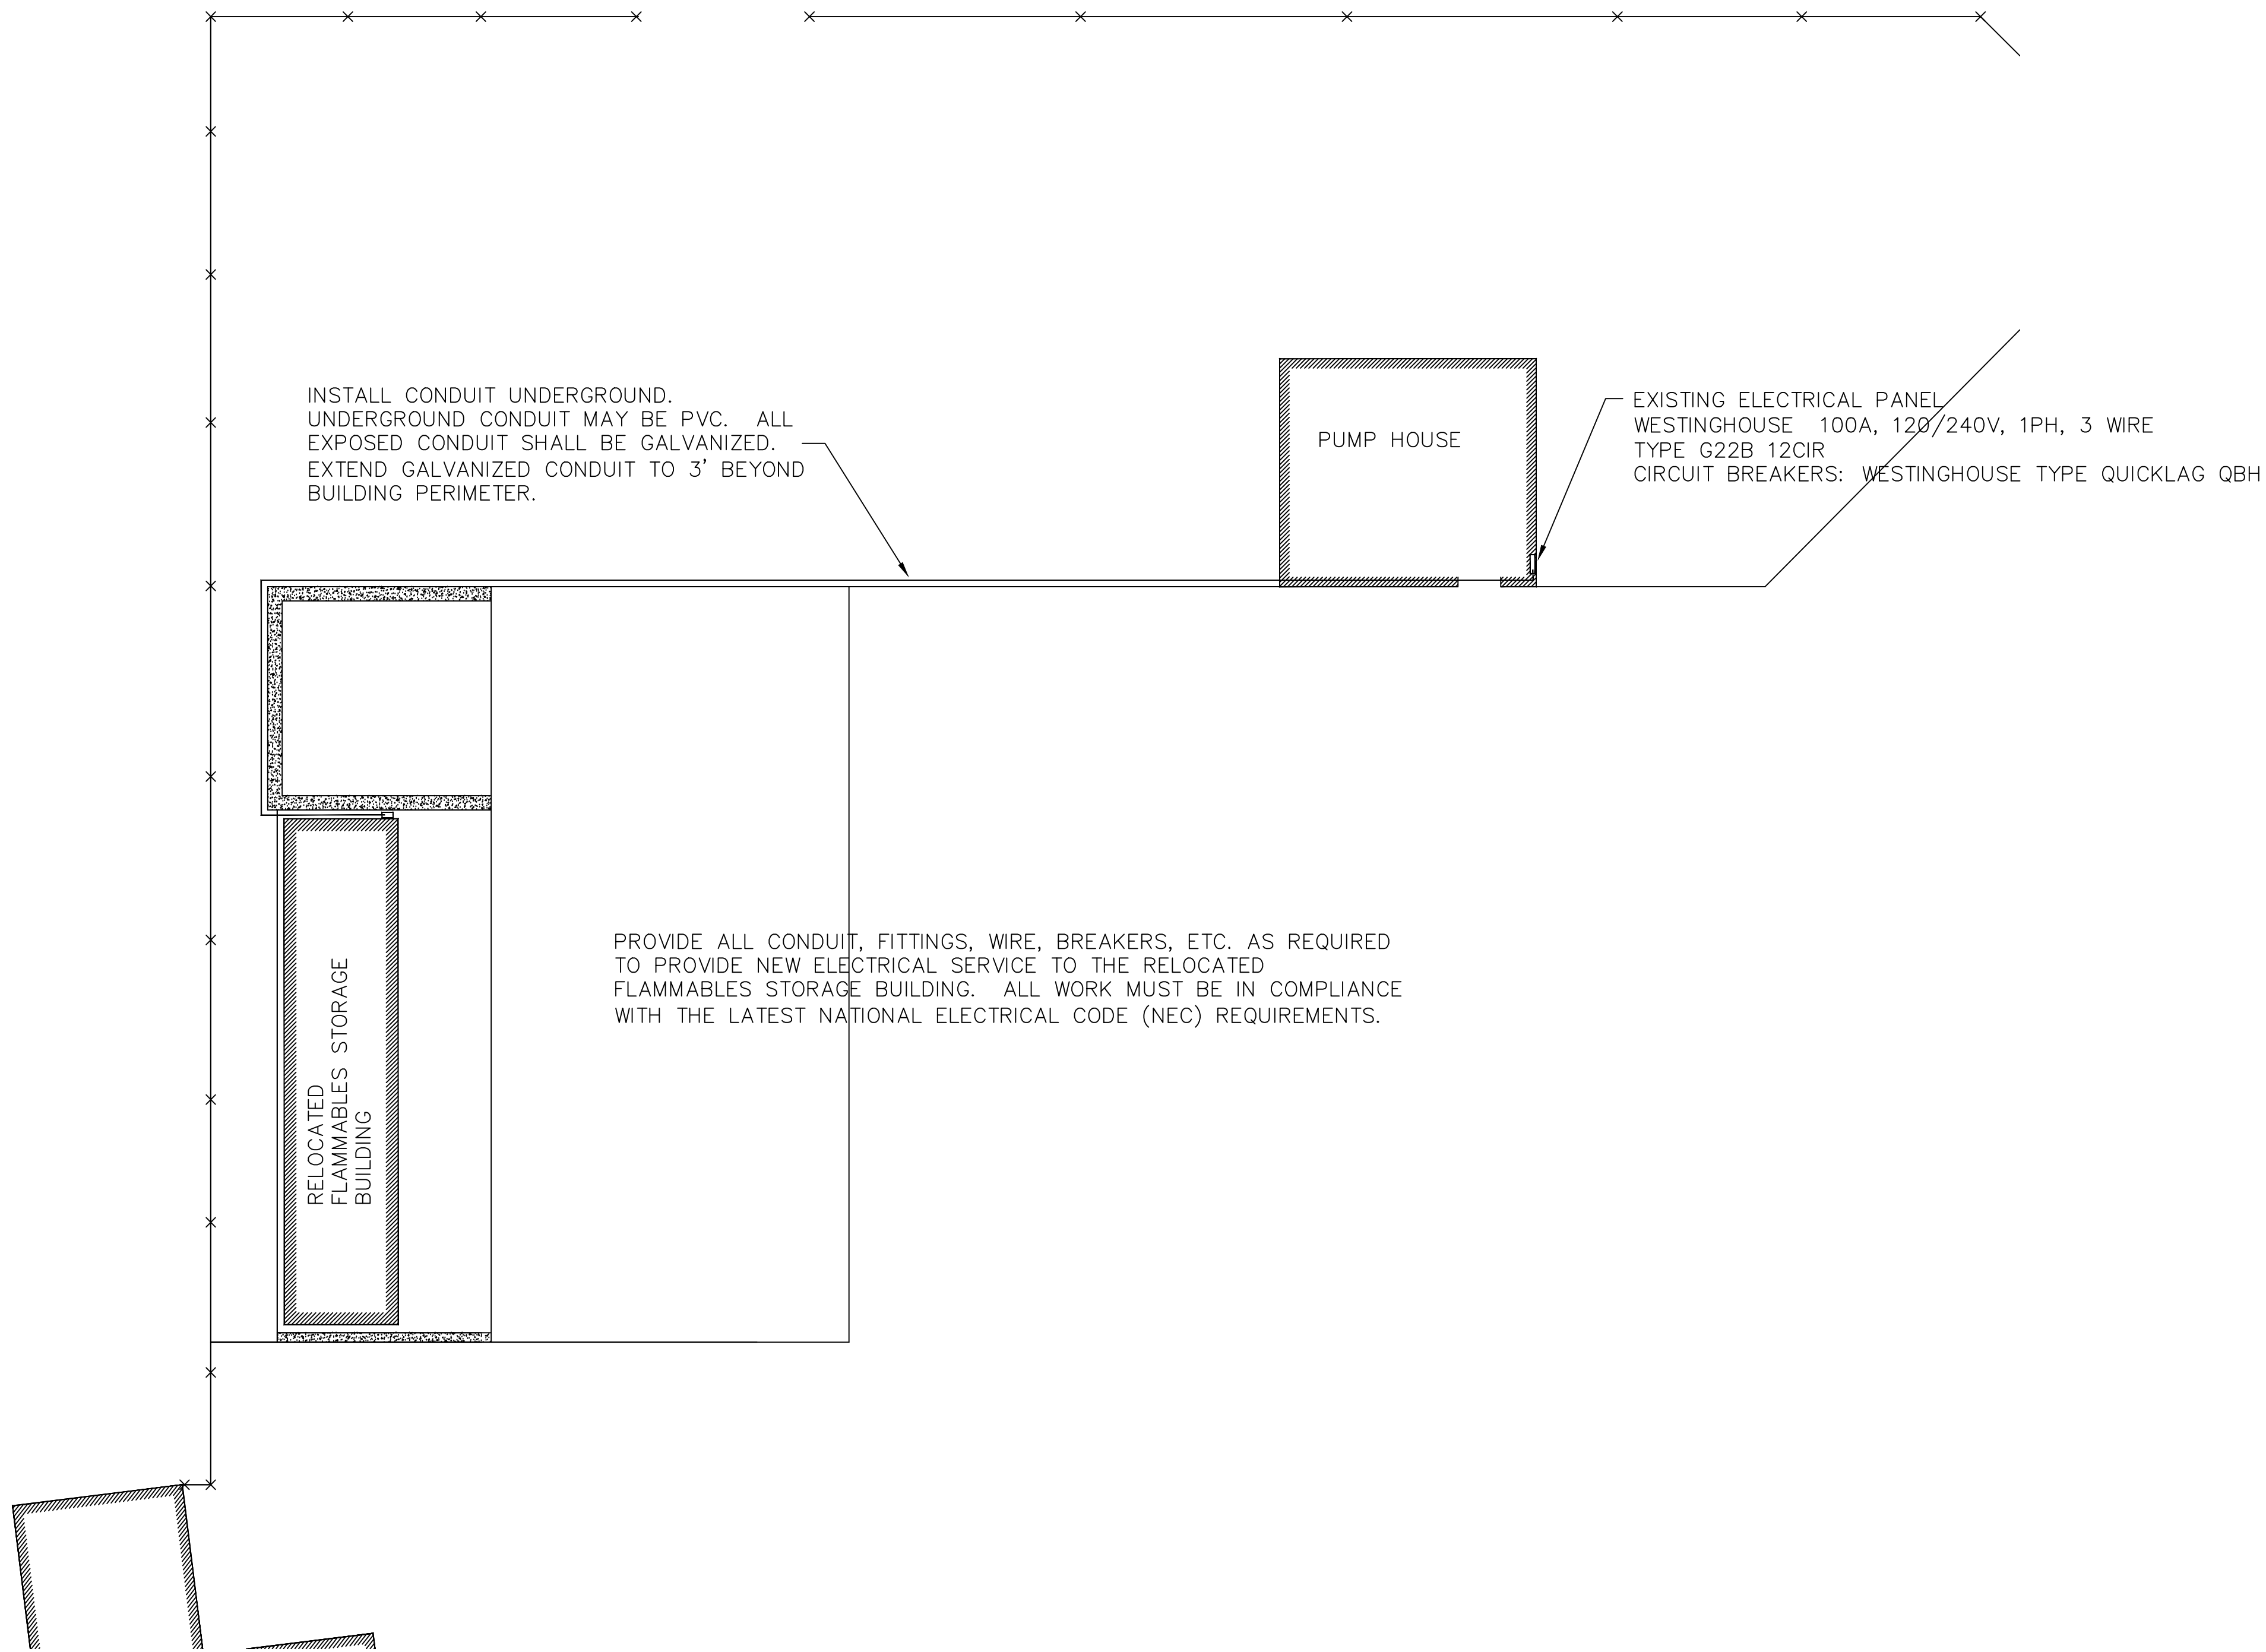 INSTALL CONDUIT UNDERGROUND.
UNDERGROUND CONDUIT MAY BE PVC.  ALL
EXPOSED CONDUIT SHALL BE GALVANIZED.
EXTEND GALVANIZED CONDUIT TO 3' BEYOND
BUILDING PERIMETER.
PUMP HOUSE
EXISTING ELECTRICAL PANEL
WESTINGHOUSE  100A, 120/240V, 1PH, 3 WIRE
TYPE G22B 12CIR
CIRCUIT BREAKERS:  WESTINGHOUSE TYPE QUICKLAG QBH
PROVIDE ALL CONDUIT, FITTINGS, WIRE, BREAKERS, ETC. AS REQUIRED
TO PROVIDE NEW ELECTRICAL SERVICE TO THE RELOCATED
FLAMMABLES STORAGE BUILDING.  ALL WORK MUST BE IN COMPLIANCE
WITH THE LATEST NATIONAL ELECTRICAL CODE (NEC) REQUIREMENTS.
RELOCATED
FLAMMABLES STORAGE
BUILDING